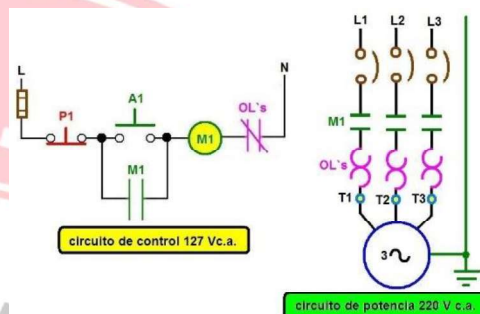 L
N
P1
A1
M1
OL`s
M1
circuito de control 127 Vc.a.
L1 L2 L3
M1
OL`s
T1 T2 T3
3
circuito de potencia 220 V c.a.